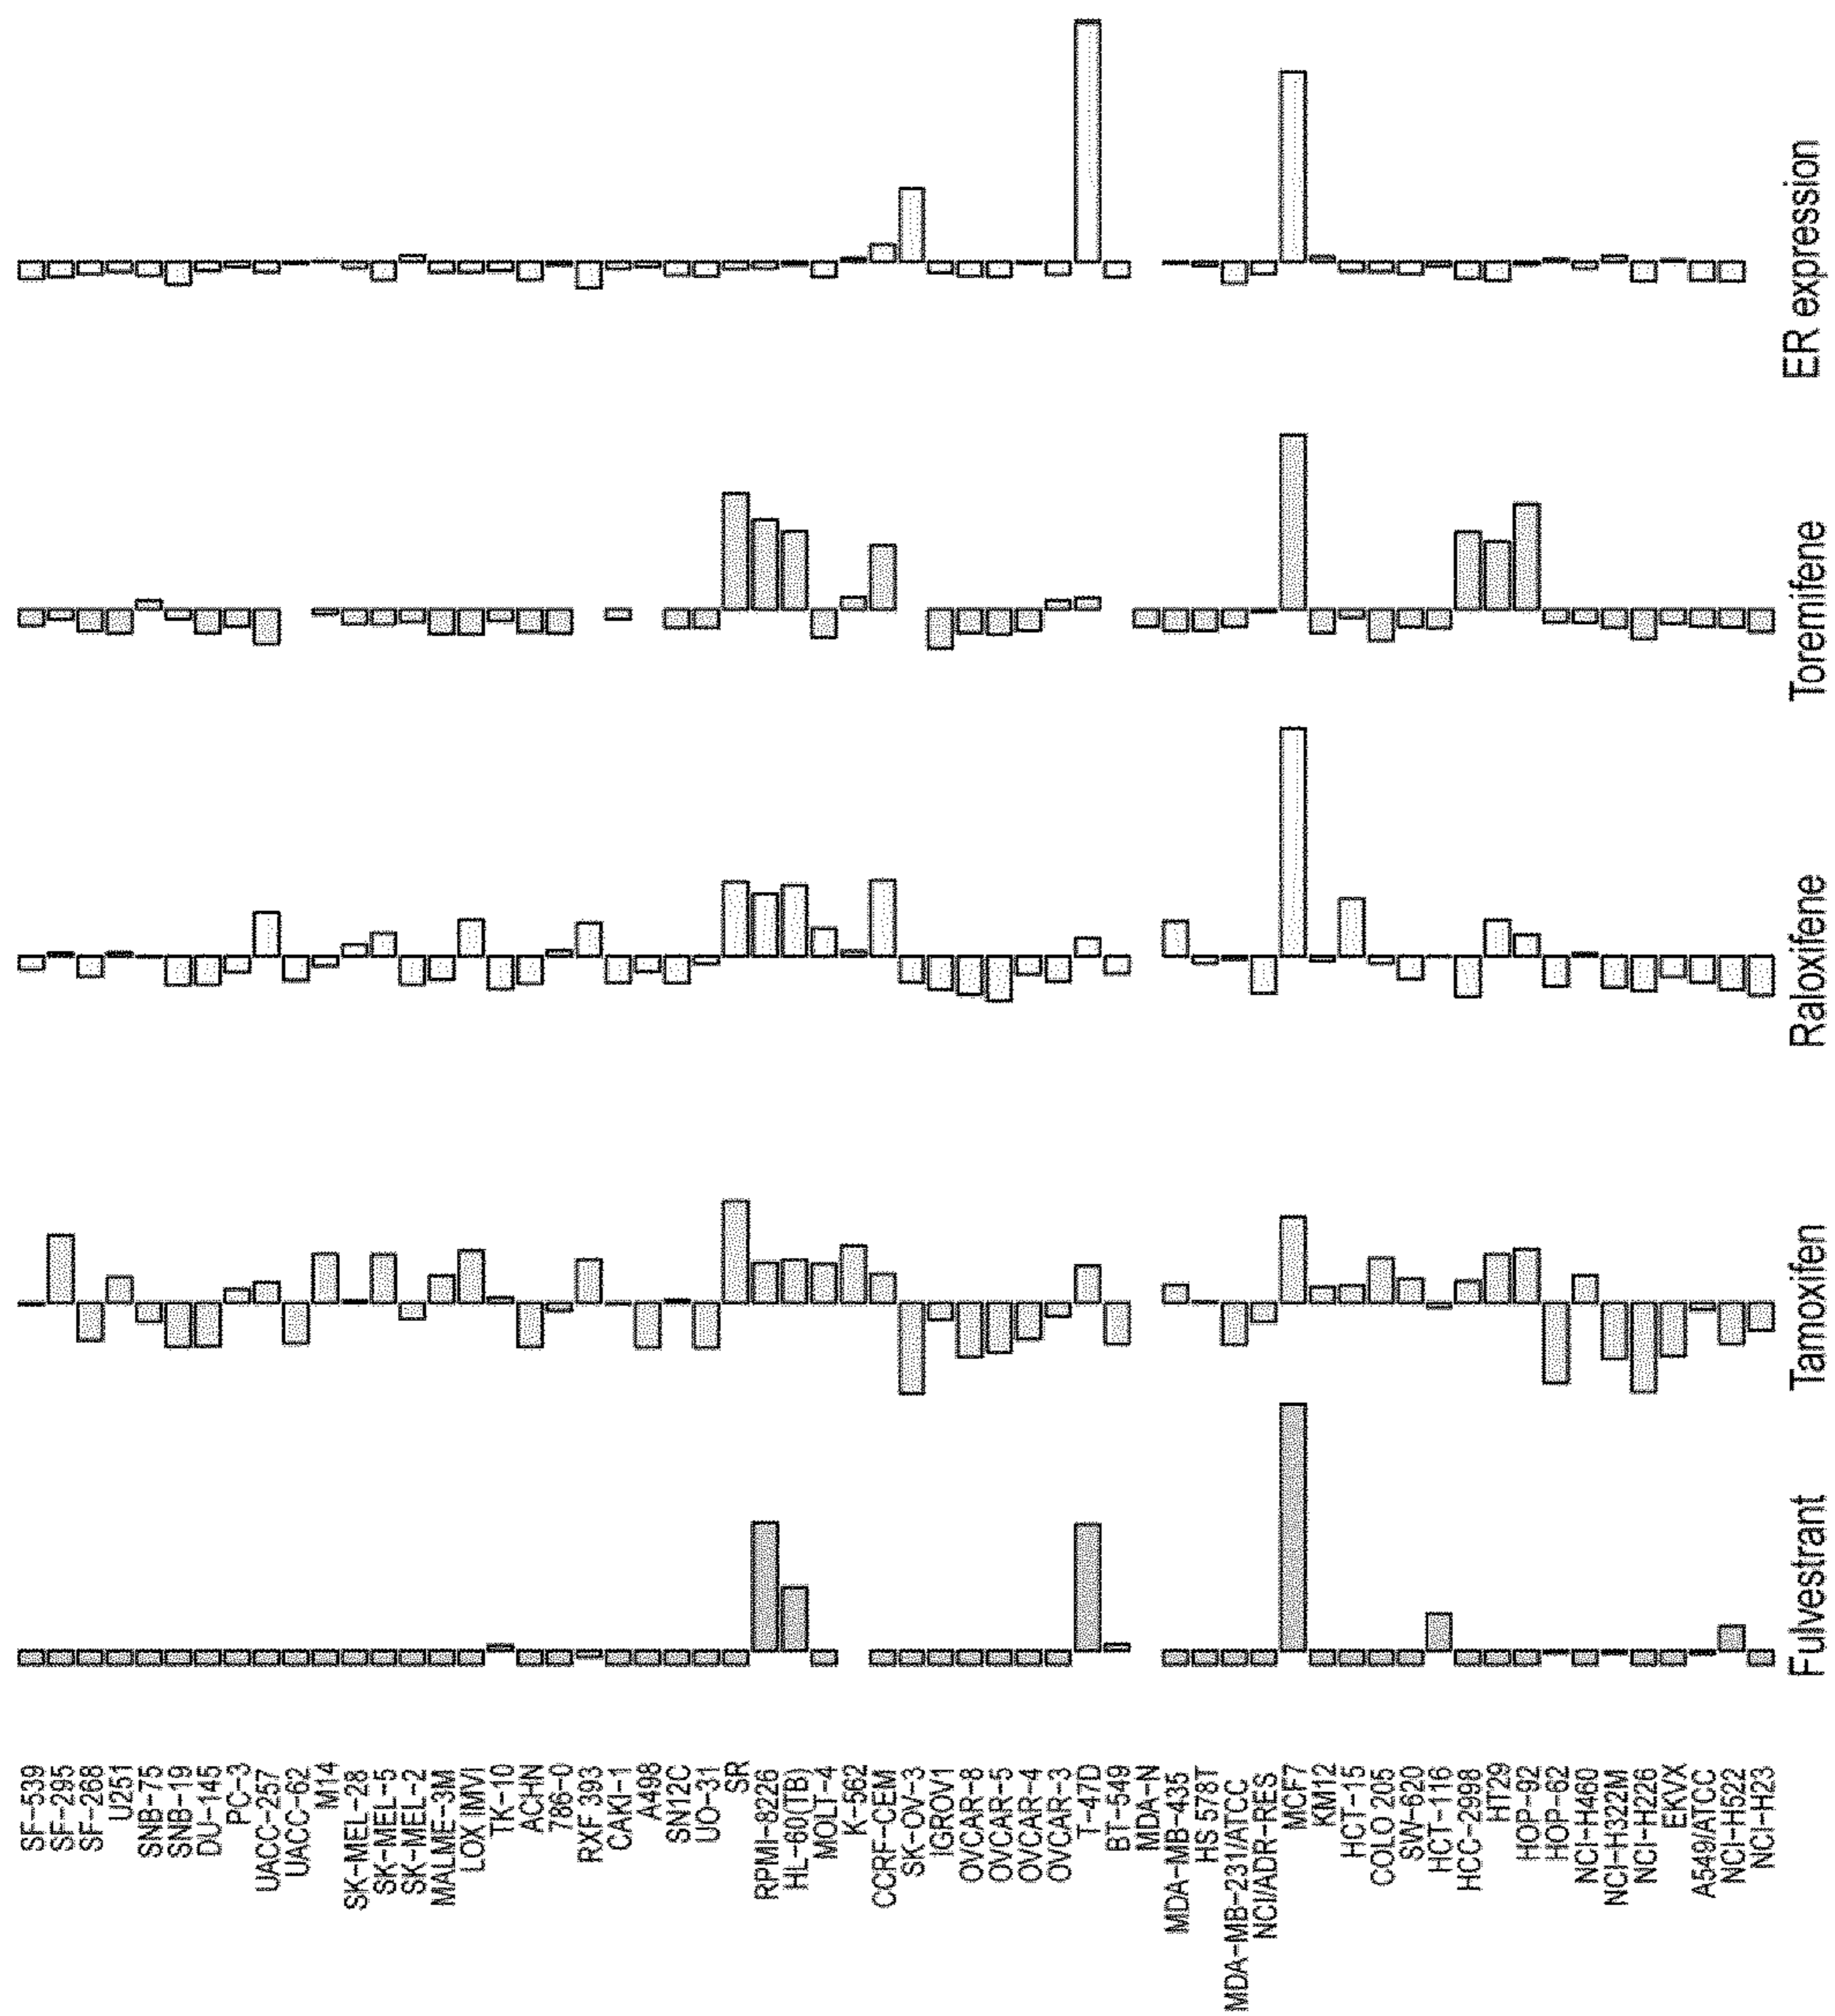 ER expression
Toremifene
Raloxifene
Tamoxifen
Fulvestrant
SF-539
SF-295
SF-268
U251
SNB-75
SNB-19
DU-145
PC-3
UACC-257
UACC-62
M14
SK-MEL-28
SK-MEL-5
SK-MEL-2
MALME-3M
LOX IMVI
TK-10
ACHN
786-0
RXF 393
CAKI-1
A498
SN12C
UO-31
SR
RPMI-8226
HL-60(TB)
MOLT-4
K-562
CCRF-CEM
SK-OV-3
IGROV1
OVCAR-8
OVCAR-5
OVCAR-4
OVCAR-3
T-47D
BT-549
MDA-N
MDA-MB-435
HS 578T
MDA-MB-231/ATCC
NCI/ADR-RES
MCF7
KM12
HCT-15
COLO 205
SW-620
HCT-116
HCC-2998
HT29
HOP-92
HOP-62
NCI-H460
NCI-H322M
NCI-H226
EKVX
A549/ATCC
NCI-H522
NCI-H23